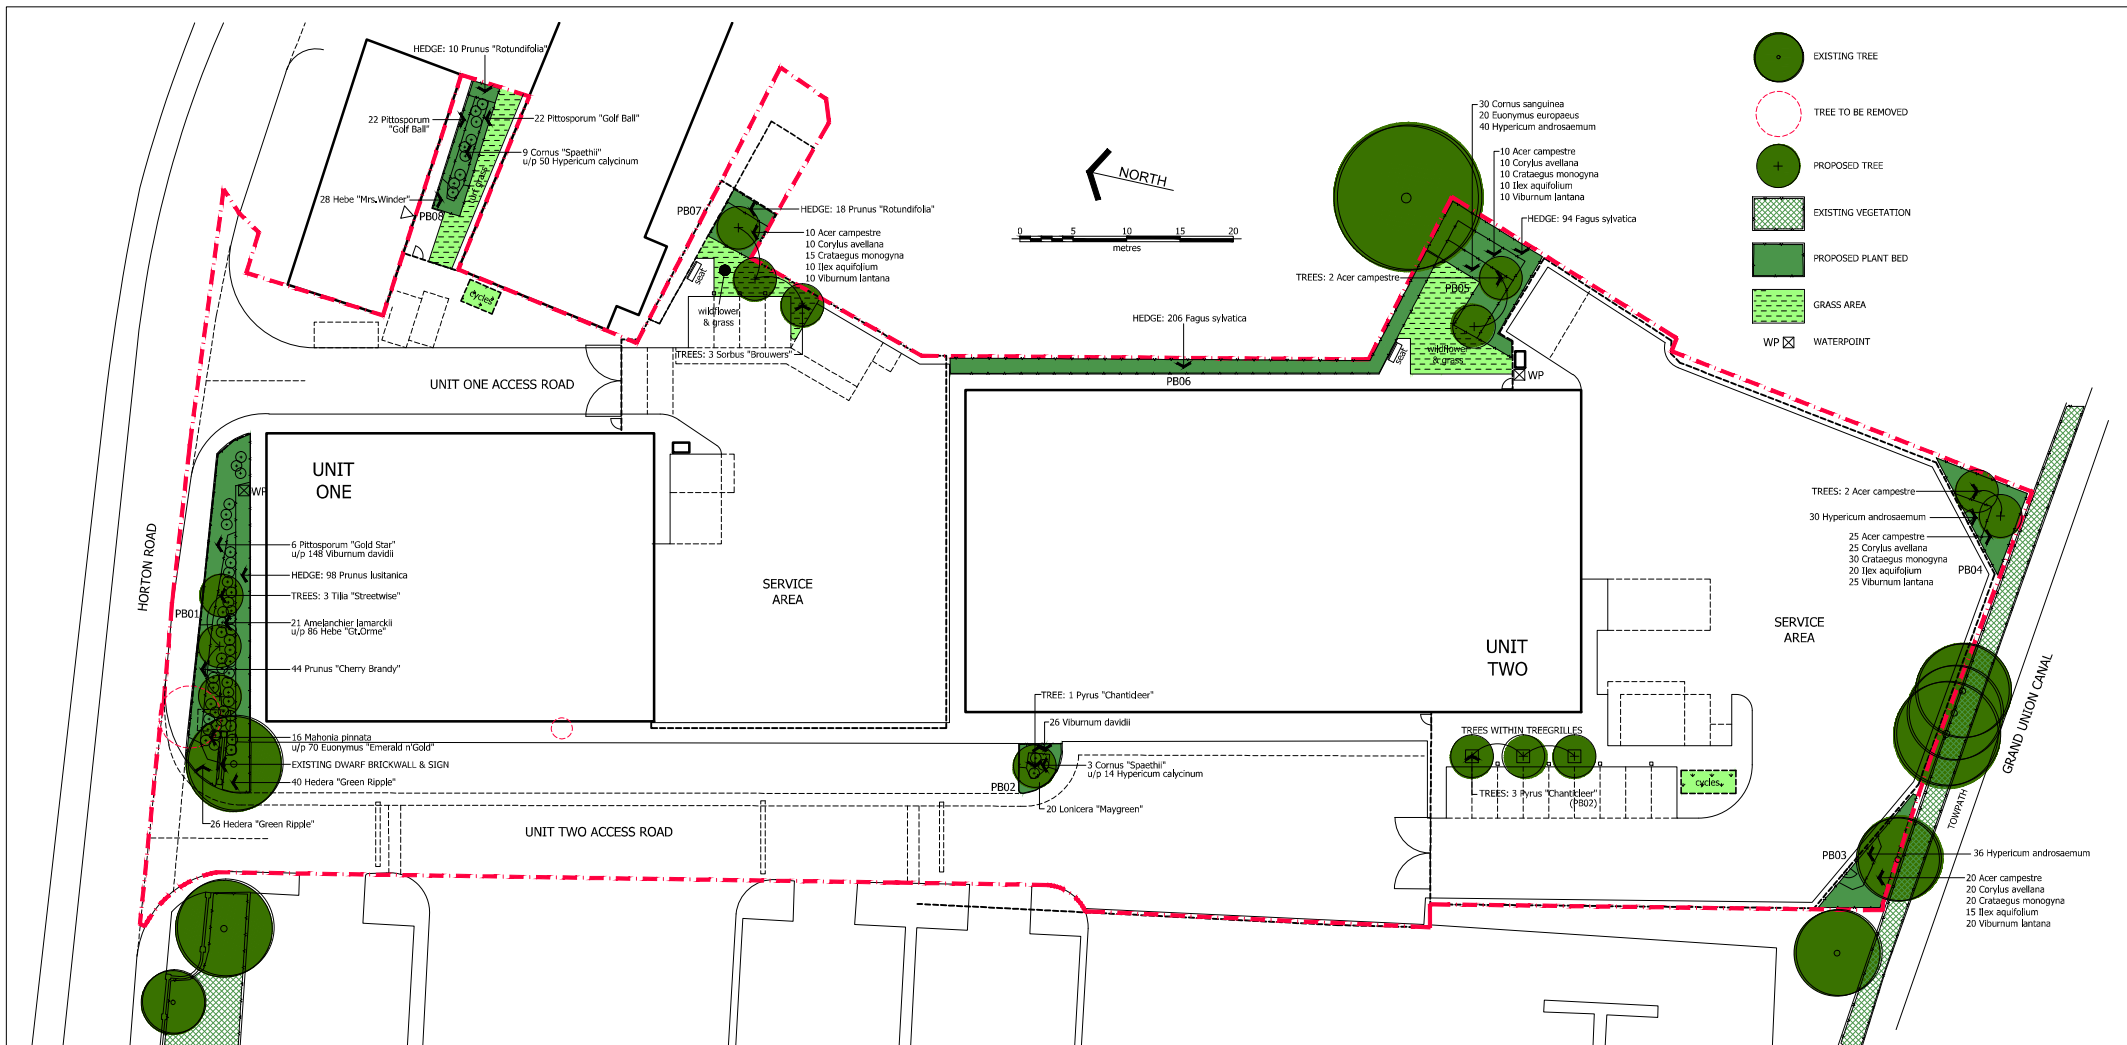 HEDGE: 10 Prunus "Rotundifolia"
22 Pittosporum
"Golf Ball"
22 Pittosporum "Golf Ball"
9 Cornus "Spaethii"
u/p 50 Hypericum calycinum
turf grass
28 Hebe "Mrs.Winder"
PB08
cycles
PB07
HEDGE: 18 Prunus "Rotundifolia"
10 Acer campestre
10 Corylus avellana
15 Crataegus monogyna
10 Ilex aquifolium
10 Viburnum lantana
seat
wildflower
& grass
TREES: 3 Sorbus "Brouwers"
NORTH
0 5 10 15 20
metres
30 Cornus sanguinea
20 Euonymus europaeus
40 Hypericum androsaemum
10 Acer campestre
10 Corylus avellana
10 Crataegus monogyna
10 Ilex aquifolium
10 Viburnum lantana
HEDGE: 94 Fagus sylvatica
TREES: 2 Acer campestre
PB05
HEDGE: 206 Fagus sylvatica
PB06
seat
wildflower
& grass
WP
EXISTING TREE
TREE TO BE REMOVED
PROPOSED TREE
EXISTING VEGETATION
PROPOSED PLANT BED
GRASS AREA
WP
WATERPOINT
UNIT ONE ACCESS ROAD
UNIT
ONE
WP
HORTON ROAD
6 Pittosporum "Gold Star"
u/p 148 Viburnum davidii
HEDGE: 98 Prunus lusitanica
TREES: 3 Tilia "Streetwise"
PB01
21 Amelanchier lamarckii
u/p 86 Hebe "Gt.Orme"
44 Prunus "Cherry Brandy"
16 Mahonia pinnata
u/p 70 Euonymus "Emerald n'Gold"
EXISTING DWARF BRICKWALL & SIGN
40 Hedera "Green Ripple"
26 Hedera "Green Ripple"
SERVICE
AREA
UNIT
TWO
TREE: 1 Pyrus "Chanticleer"
26 Viburnum davidii
3 Cornus "Spaethii"
u/p 14 Hypericum calycinum
PB02
20 Lonicera "Maygreen"
UNIT TWO ACCESS ROAD
TREES WITHIN TREEGRILLES
TREES: 3 Pyrus "Chanticleer"
(PB02)
cycles
SERVICE
AREA
TREES: 2 Acer campestre
30 Hypericum androsaemum
25 Acer campestre
25 Corylus avellana
30 Crataegus monogyna
20 Ilex aquifolium
25 Viburnum lantana
PB04
GRAND UNION CANAL
TOWPATH
PB03
36 Hypericum androsaemum
20 Acer campestre
20 Corylus avellana
20 Crataegus monogyna
15 Ilex aquifolium
20 Viburnum lantana